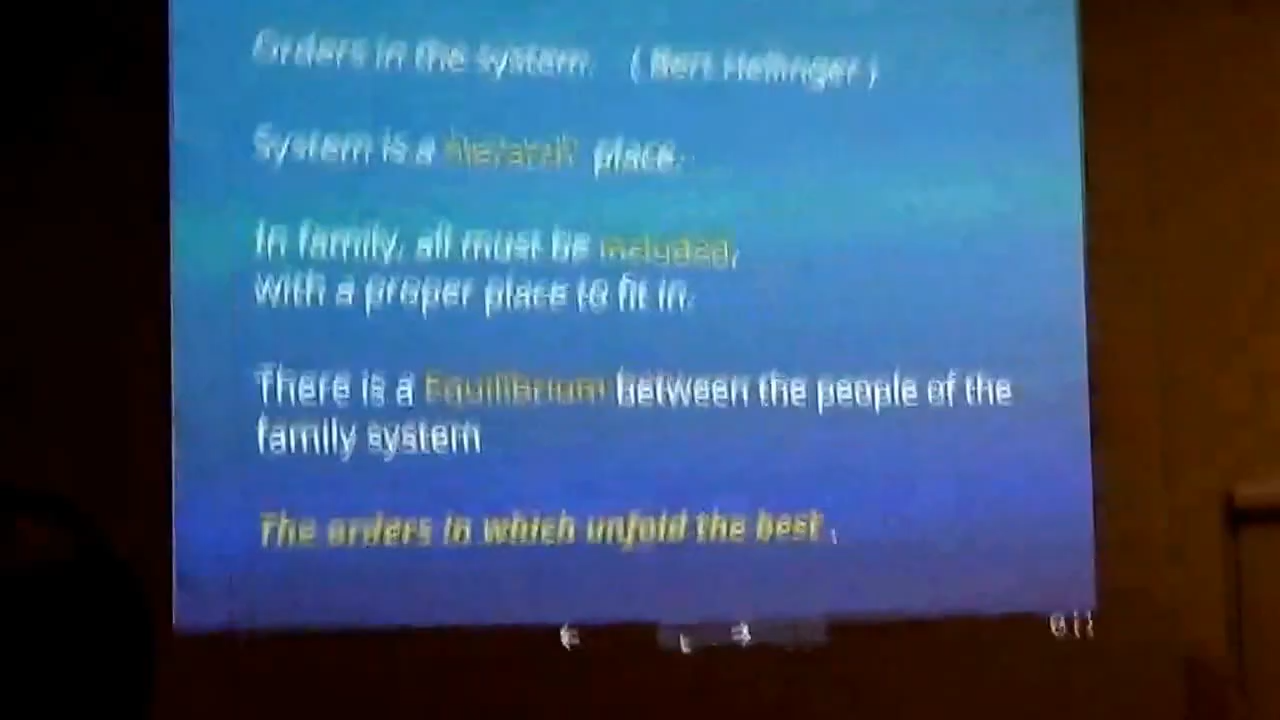 Orders in the system. ( Bert Hellinger )
System is a place.
In family, all must be included,
with a proper place to fit in.
There is a Equilibrium between the people of the
family system
The orders in which unfold the best